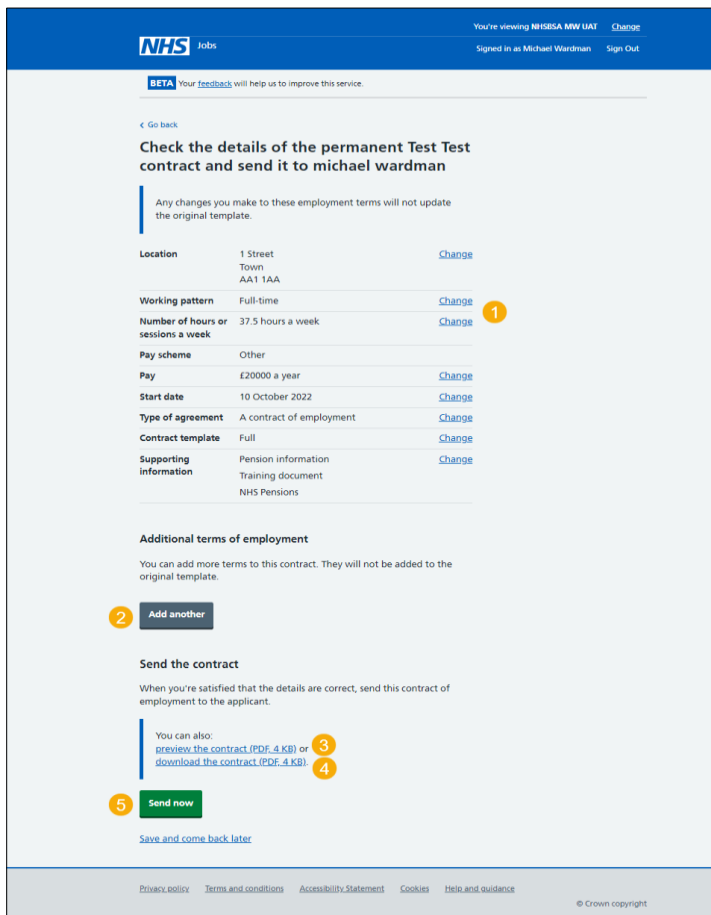 You're viewing NHSBSA MW UAT Change
NHS Jobs
Signed in as Michael Wardman Sign Out
BETA Your feedback will help us to improve this service.
< Go back
Check the details of the permanent Test Test
contract and send it to michael wardman
Any changes you make to these employment terms will not update
the original template.
Location 1 Street Change
Town
AA1 1AA
Working pattern Full-time Change
1
Number of hours or 37.5 hours a week Change
sessions a week
Pay scheme Other
Pay £20000 a year Change
Start date 10 October 2022 Change
Type of agreement A contract of employment Change
Contract template Full Change
Supporting Pension information Change
information Training document
NHS Pensions
Additional terms of employment
You can add more terms to this contract. They will not be added to the
original template.
2 Add another
Send the contract
When you're satisfied that the details are correct, send this contract of
employment to the applicant.
You can also:
preview the contract (PDF, 4 KB) or 3
download the contract (PDF, 4 KB). 4
5 Send now
Save and come back later
Privacy policy Terms and conditions Accessibility Statement Cookies Help and guidance
© Crown copyright